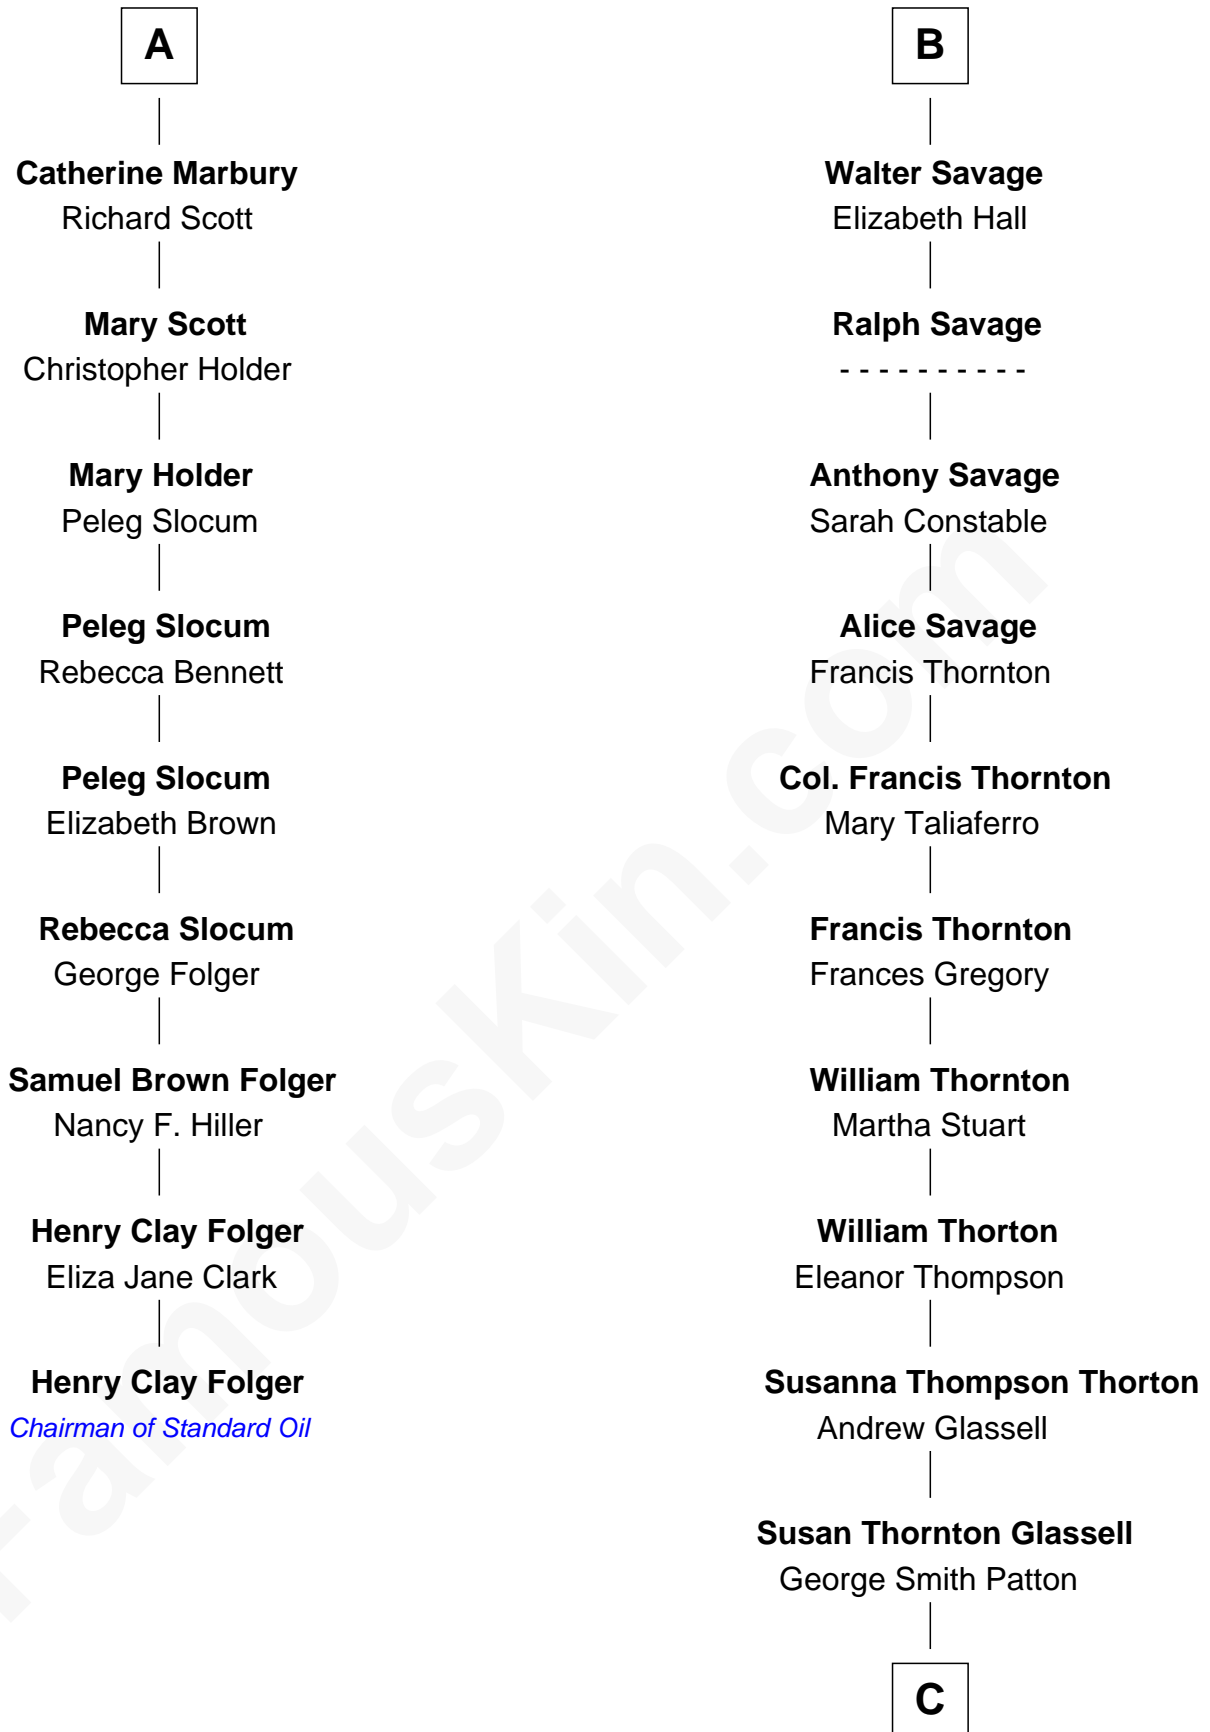 A
Catherine Marbury
Richard Scott
Mary Scott
Christopher Holder
Mary Holder
Peleg Slocum
Peleg Slocum
Rebecca Bennett
Peleg Slocum
Elizabeth Brown
Rebecca Slocum
George Folger
Samuel Brown Folger
Nancy F. Hiller
Henry Clay Folger
Eliza Jane Clark
Henry Clay Folger
Chairman of Standard Oil
B
Walter Savage
Elizabeth Hall
Ralph Savage
- - - - - - - - - -
Anthony Savage
Sarah Constable
Alice Savage
Francis Thornton
Col. Francis Thornton
Mary Taliaferro
Francis Thornton
Frances Gregory
William Thornton
Martha Stuart
William Thorton
Eleanor Thompson
Susanna Thompson Thorton
Andrew Glassell
Susan Thornton Glassell
George Smith Patton
C
FamousKin.com